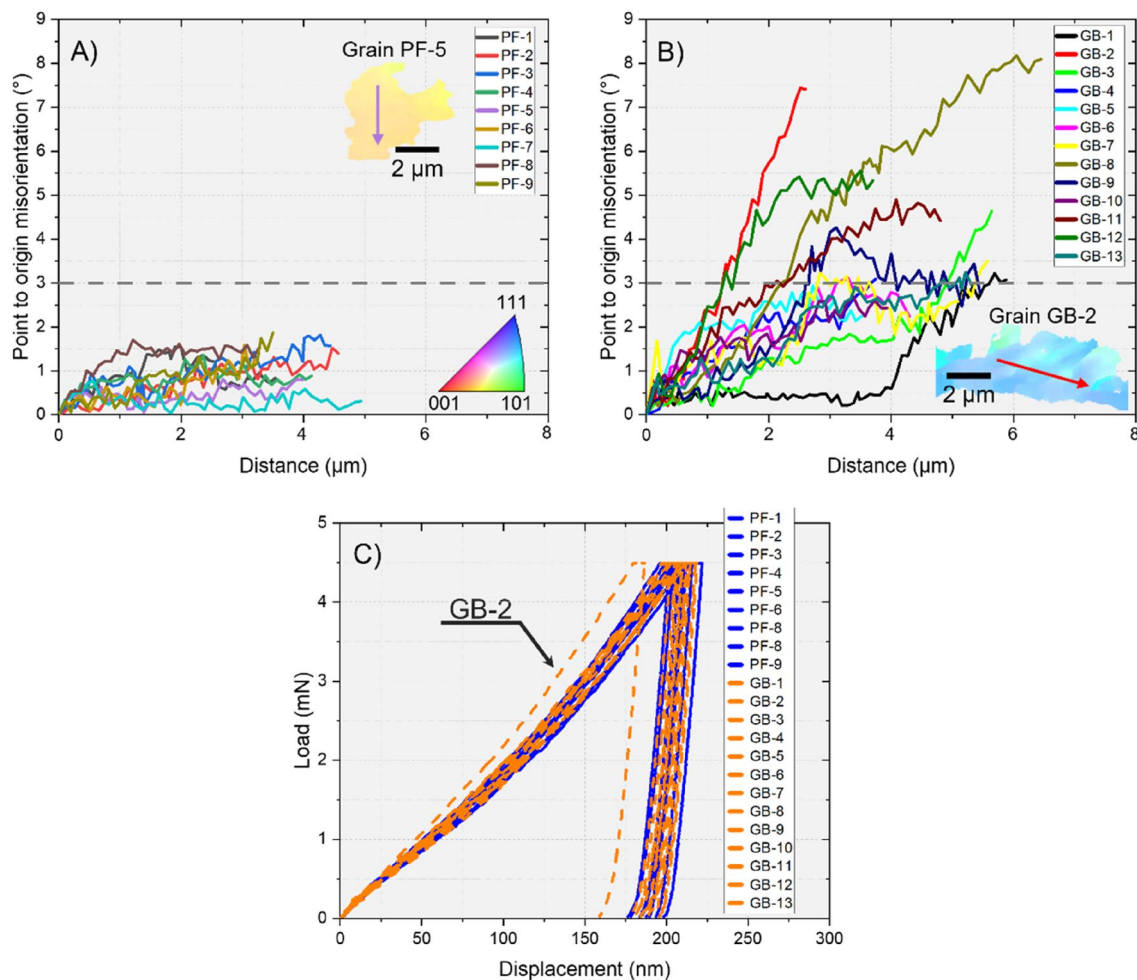 A)
Grain PF-5
2 µm
PF-1
PF-2
PF-3
PF-4
PF-5
PF-6
PF-7
PF-8
PF-9
111
001
101
Point to origin misorientation (°)
0
1
2
3
4
5
6
7
8
9
0
2
4
6
8
Distance (µm)
B)
GB-1
GB-2
GB-3
GB-4
GB-5
GB-6
GB-7
GB-8
GB-9
GB-10
GB-11
GB-12
GB-13
Grain GB-2
2 µm
Point to origin misorientation (°)
0
1
2
3
4
5
6
7
8
9
0
2
4
6
8
Distance (µm)
C)
GB-2
PF-1
PF-2
PF-3
PF-4
PF-5
PF-6
PF-8
PF-8
PF-9
GB-1
GB-2
GB-3
GB-4
GB-5
GB-6
GB-7
GB-8
GB-9
GB-10
GB-11
GB-12
GB-13
Load (mN)
0
1
2
3
4
5
0
50
100
150
200
250
300
Displacement (nm)